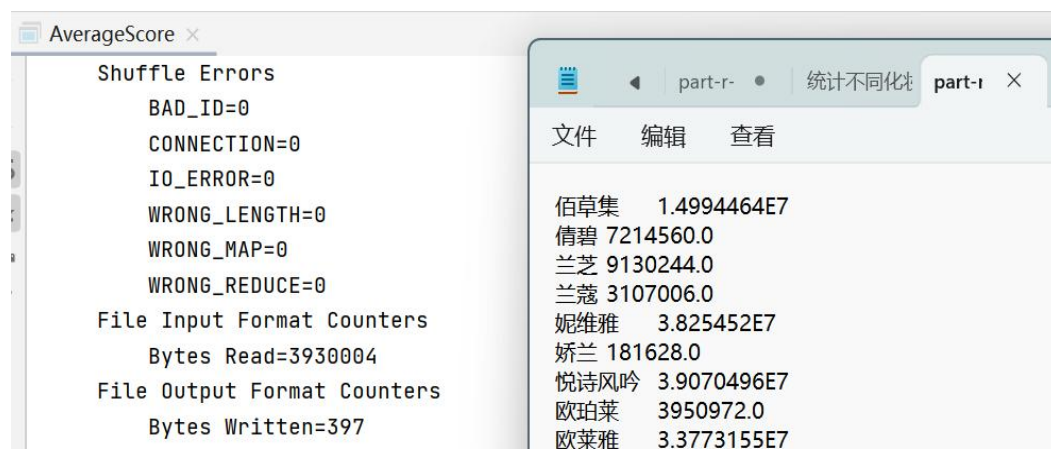 AverageScore
Shuffle Errors
BAD_ID=0
CONNECTION=0
IO_ERROR=0
WRONG_LENGTH=0
WRONG_MAP=0
WRONG_REDUCE=0
File Input Format Counters
Bytes Read=3930004
File Output Format Counters
Bytes Written=397
part-r- 统计不同化妆 part-r
文件 编辑 查看
佰草集 1.4994464E7
倩碧 7214560.0
兰芝 9130244.0
兰蔻 3107006.0
妮维雅 3.825452E7
娇兰 181628.0
悦诗风吟 3.9070496E7
欧珀莱 3950972.0
欧莱雅 3.3773155E7